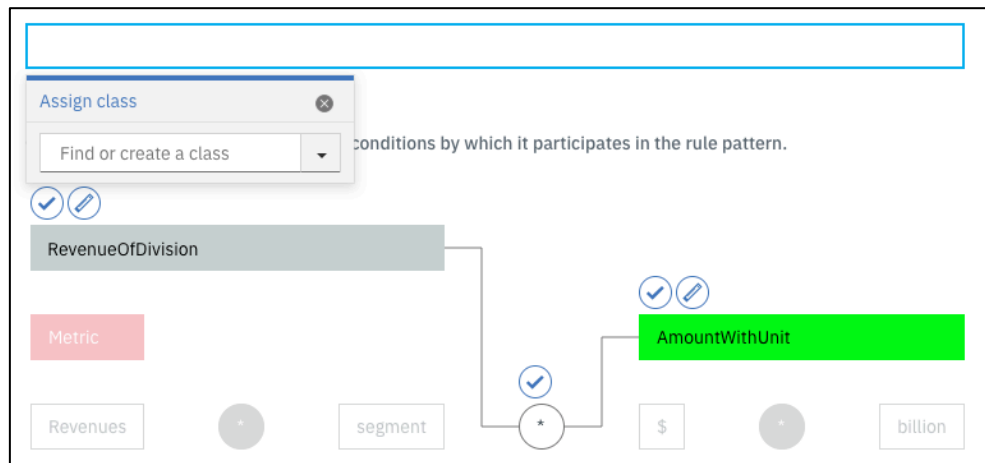 Assign class
Find or create a class
conditions by which it participates in the rule pattern.
RevenueOfDivision
Metric
AmountWithUnit
Revenues * segment * $ * billion